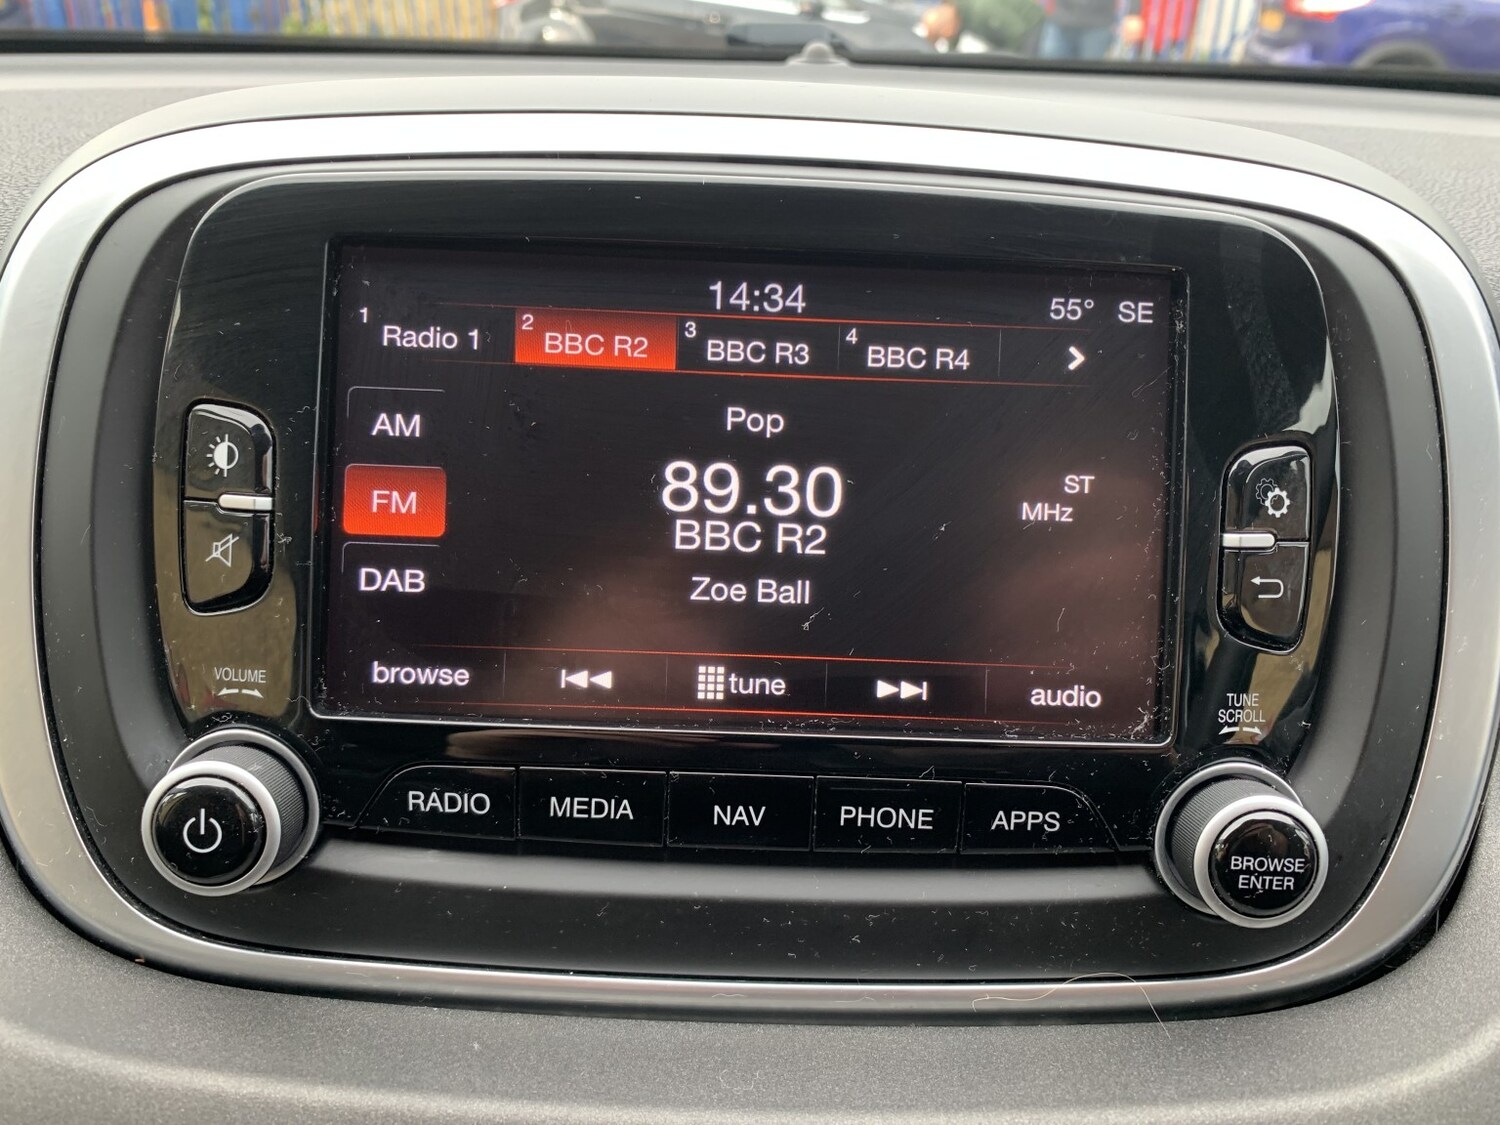 14:34
55° SE
1 Radio 1
2 BBC R2
3 BBC R3
4 BBC R4
AM
Pop
FM
89.30
ST
MHz
BBC R2
DAB
Zoe Ball
browse
tune
audio
VOLUME
TUNE
SCROLL
RADIO
MEDIA
NAV
PHONE
APPS
BROWSE
ENTER